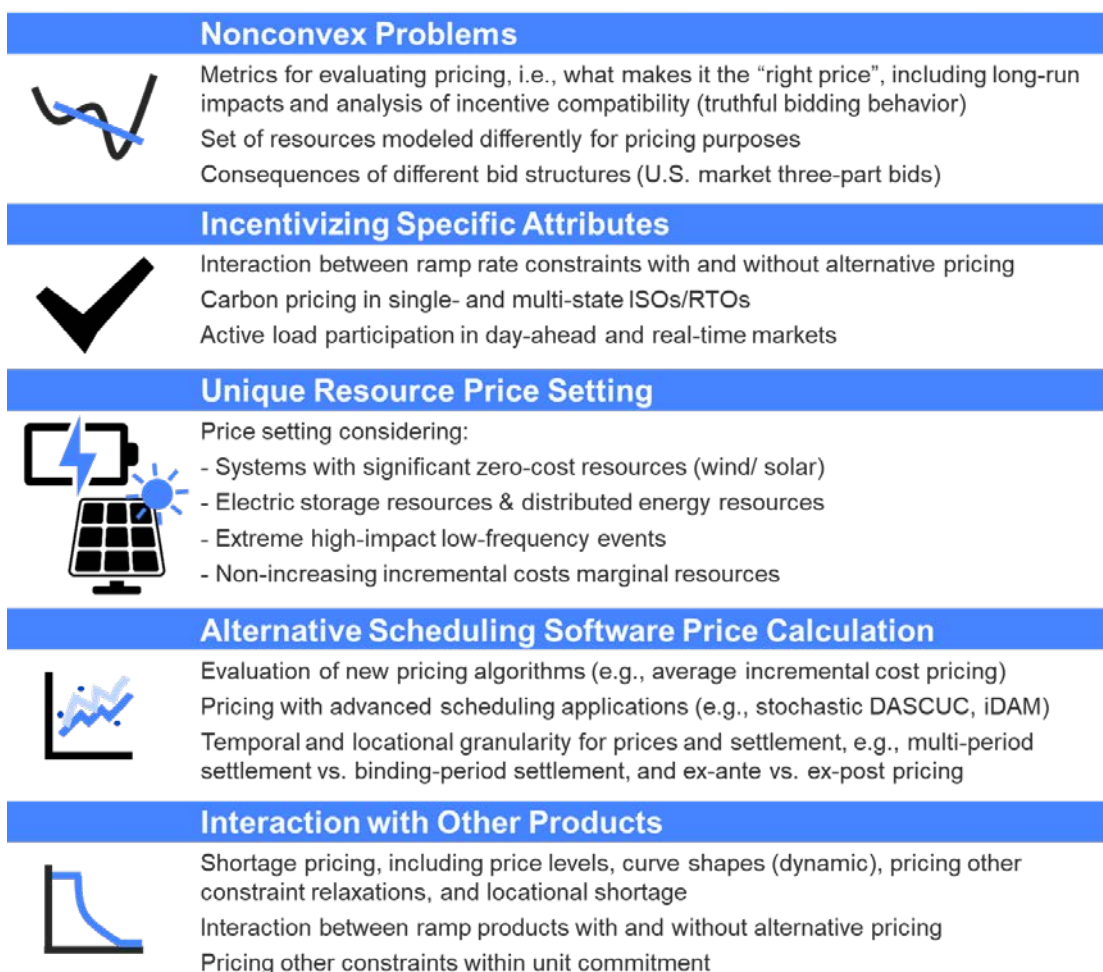 Nonconvex Problems
Metrics for evaluating pricing, i.e., what makes it the “right price”, including long-run
impacts and analysis of incentive compatibility (truthful bidding behavior)
Set of resources modeled differently for pricing purposes
Consequences of different bid structures (U.S. market three-part bids)
Incentivizing Specific Attributes
Interaction between ramp rate constraints with and without alternative pricing
Carbon pricing in single- and multi-state ISOs/RTOs
Active load participation in day-ahead and real-time markets
Unique Resource Price Setting
Price setting considering:
- Systems with significant zero-cost resources (wind/ solar)
- Electric storage resources & distributed energy resources
- Extreme high-impact low-frequency events
- Non-increasing incremental costs marginal resources
Alternative Scheduling Software Price Calculation
Evaluation of new pricing algorithms (e.g., average incremental cost pricing)
Pricing with advanced scheduling applications (e.g., stochastic DASCUC, iDAM)
Temporal and locational granularity for prices and settlement, e.g., multi-period
settlement vs. binding-period settlement, and ex-ante vs. ex-post pricing
Interaction with Other Products
Shortage pricing, including price levels, curve shapes (dynamic), pricing other
constraint relaxations, and locational shortage
Interaction between ramp products with and without alternative pricing
Pricing other constraints within unit commitment